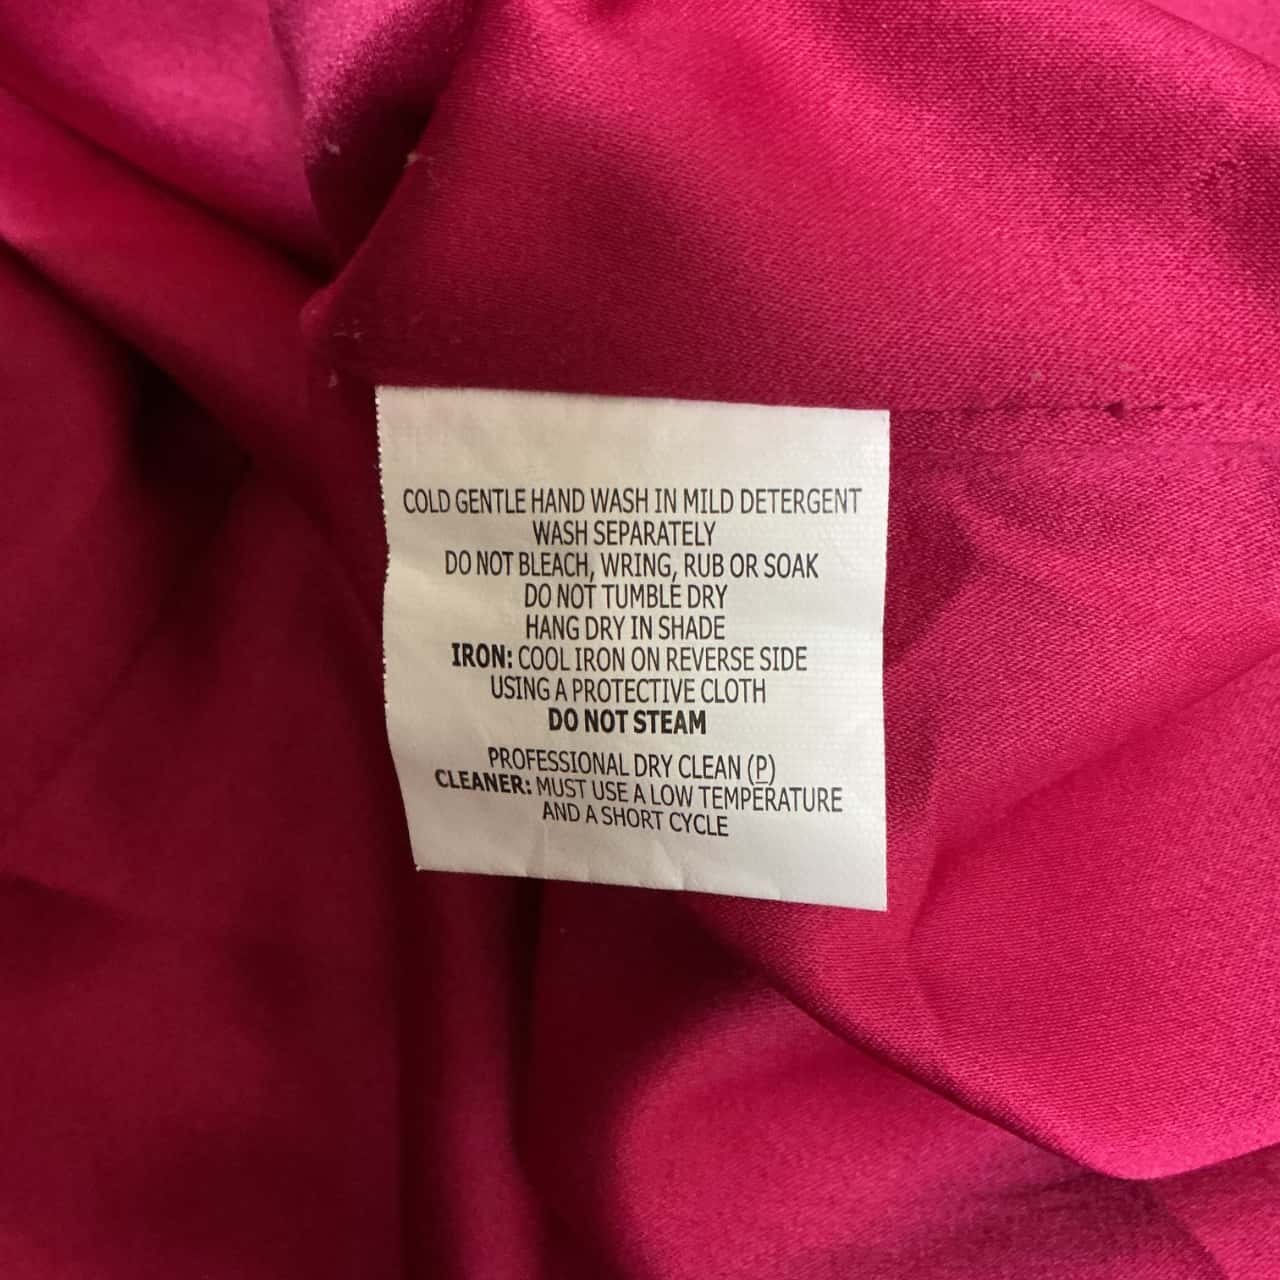 COLD GENTLE HAND WASH IN MILD DETERGENT
WASH SEPARATELY
DO NOT BLEACH, WRING, RUB OR SOAK
DO NOT TUMBLE DRY
HANG DRY IN SHADE
IRON: COOL IRON ON REVERSE SIDE
USING A PROTECTIVE CLOTH
DO NOT STEAM
PROFESSIONAL DRY CLEAN (P)
CLEANER: MUST USE A LOW TEMPERATURE
AND A SHORT CYCLE